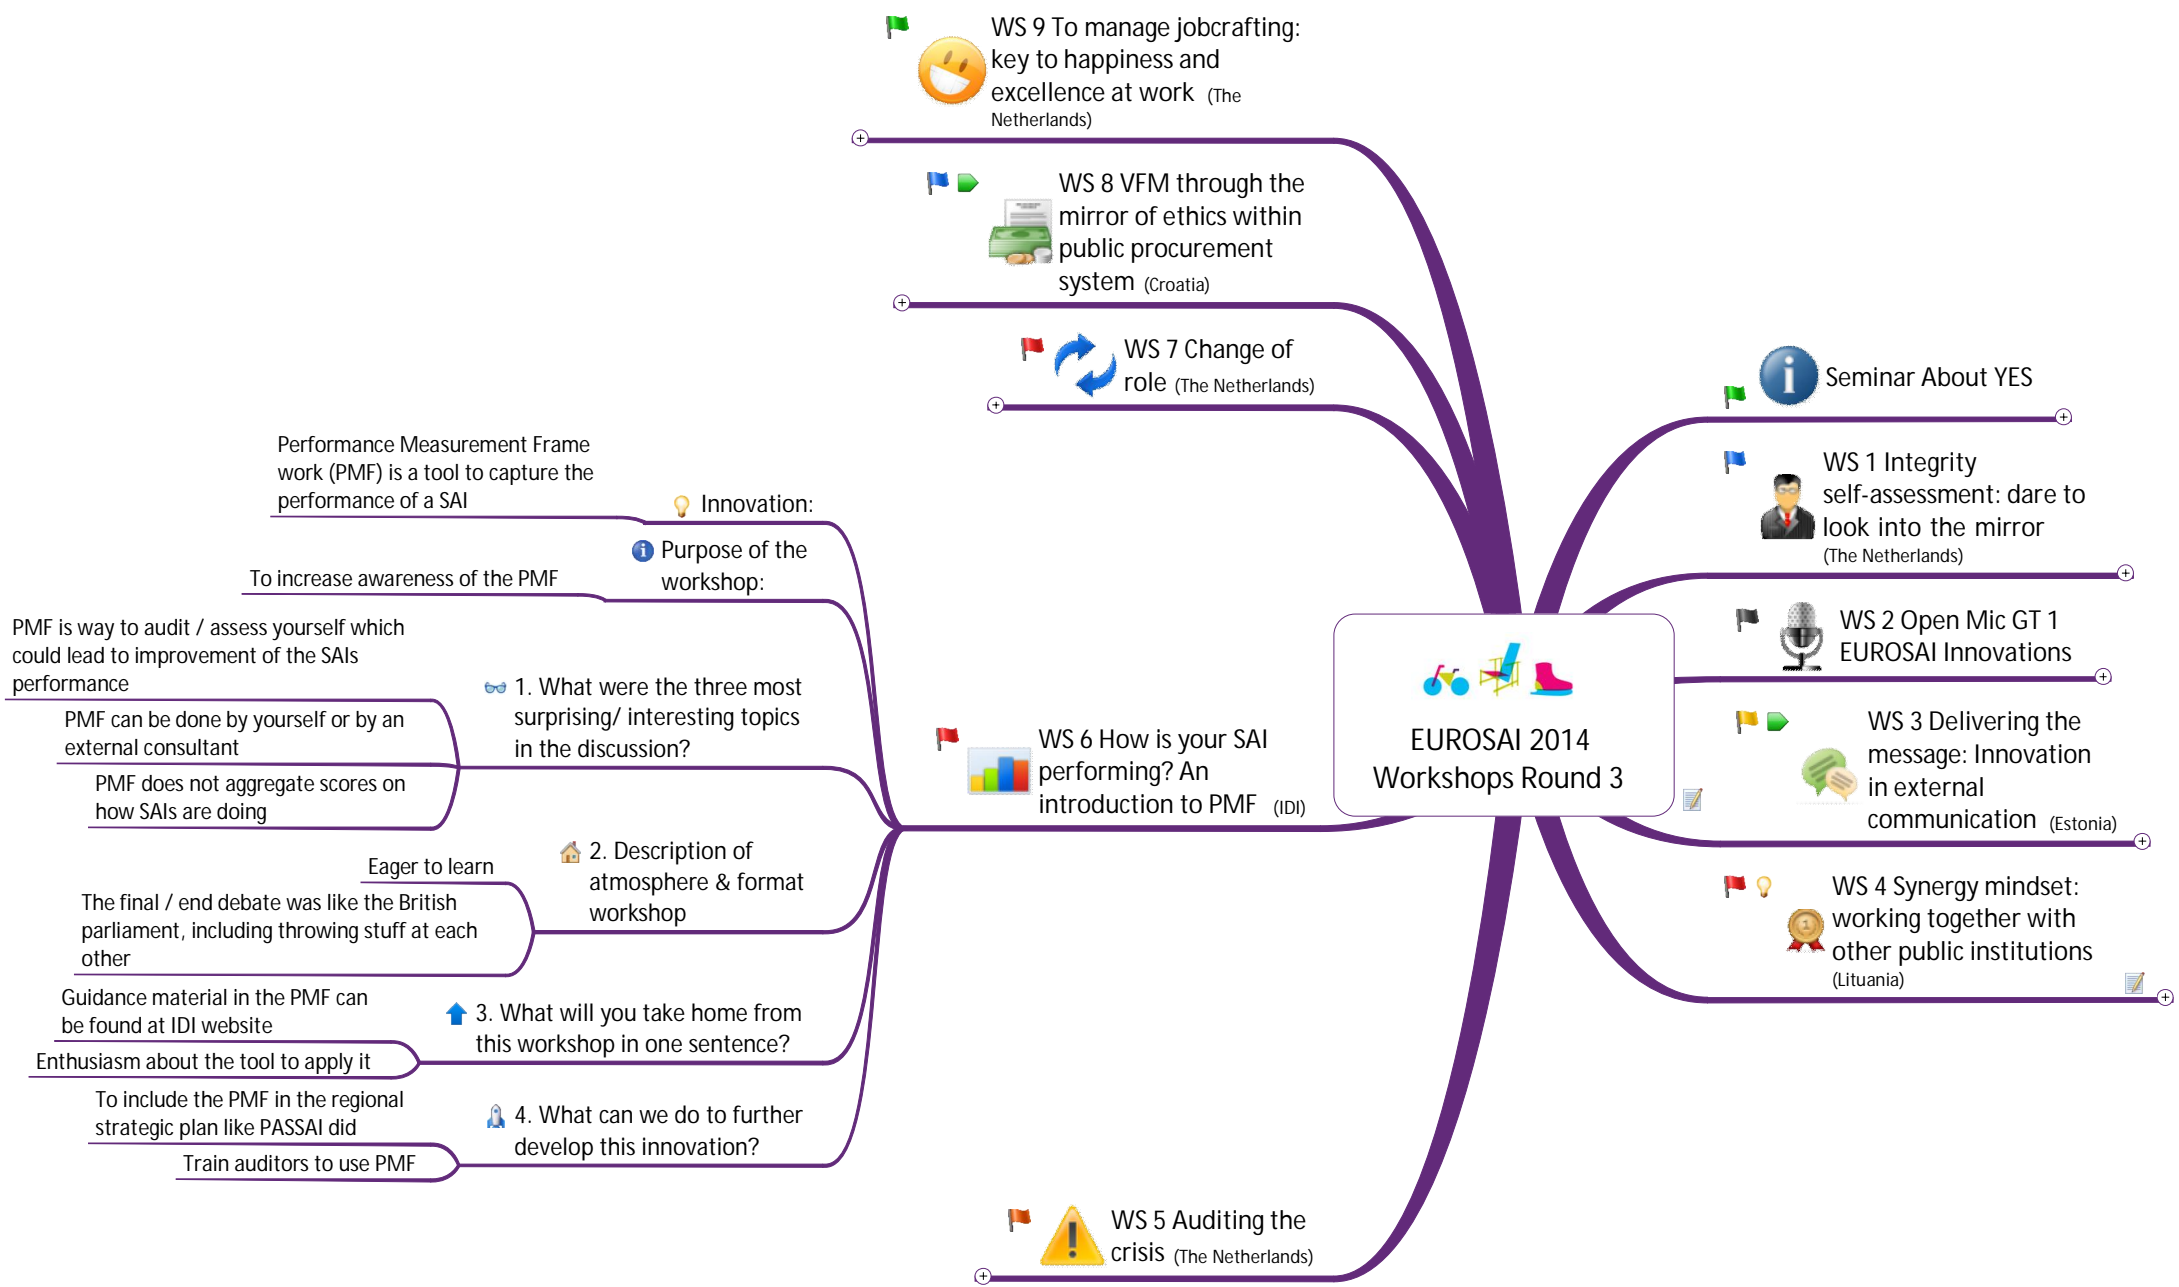 WS 9 To manage jobcrafting:
key to happiness and
excellence at work (The
Netherlands)
WS 8 VFM through the
mirror of ethics within
public procurement
system (Croatia)
WS 7 Change of
role (The Netherlands)
Seminar About YES
WS 1 Integrity
self-assessment: dare to
look into the mirror
(The Netherlands)
WS 2 Open Mic GT 1
EUROSAI Innovations
WS 3 Delivering the
message: Innovation
in external
communication (Estonia)
WS 4 Synergy mindset:
working together with
other public institutions
(Lituania)
EUROSAI 2014
Workshops Round 3
WS 5 Auditing the
crisis (The Netherlands)
WS 6 How is your SAI
performing? An
introduction to PMF (IDI)
Innovation:
Performance Measurement Frame
work (PMF) is a tool to capture the
performance of a SAI
Purpose of the
workshop:
To increase awareness of the PMF
1. What were the three most
surprising/ interesting topics
in the discussion?
PMF is way to audit / assess yourself which
could lead to improvement of the SAIs
performance
PMF can be done by yourself or by an
external consultant
PMF does not aggregate scores on
how SAIs are doing
2. Description of
atmosphere & format
workshop
Eager to learn
The final / end debate was like the British
parliament, including throwing stuff at each
other
3. What will you take home from
this workshop in one sentence?
Guidance material in the PMF can
be found at IDI website
Enthusiasm about the tool to apply it
4. What can we do to further
develop this innovation?
To include the PMF in the regional
strategic plan like PASSAI did
Train auditors to use PMF